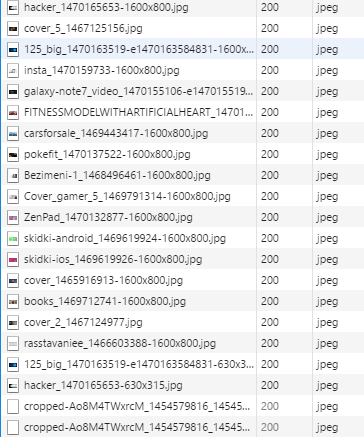 hacker_1470165653-1600x800.jpg 200 jpeg
cover_5_1467125156.jpg 200 jpeg
125_big_1470163519-e1470163584831-1600x... 200 jpeg
insta_1470159733-1600x800.jpg 200 jpeg
galaxy-note7_video_1470155106-e147015519... 200 jpeg
FITNESSMODELWITHARTIFICIALHEART_14701... 200 jpeg
carsforsale_1469443417-1600x800.jpg 200 jpeg
pokefit_1470137522-1600x800.jpg 200 jpeg
Bezimeni-1_1468496461-1600x800.jpg 200 jpeg
Cover_gamer_5_1469791314-1600x800.jpg 200 jpeg
ZenPad_1470132877-1600x800.jpg 200 jpeg
skidki-android_1469619924-1600x800.jpg 200 jpeg
skidki-ios_1469619926-1600x800.jpg 200 jpeg
cover_1465916913-1600x800.jpg 200 jpeg
books_1469712741-1600x800.jpg 200 jpeg
cover_2_1467124977.jpg 200 jpeg
rasstavaniee_1466603388-1600x800.jpg 200 jpeg
125_big_1470163519-e1470163584831-630x3... 200 jpeg
hacker_1470165653-630x315.jpg 200 jpeg
cropped-Ao8M4TWxrcM_1454579816_14545... 200 jpeg
cropped-Ao8M4TWxrcM_1454579816_14545... 200 jpeg